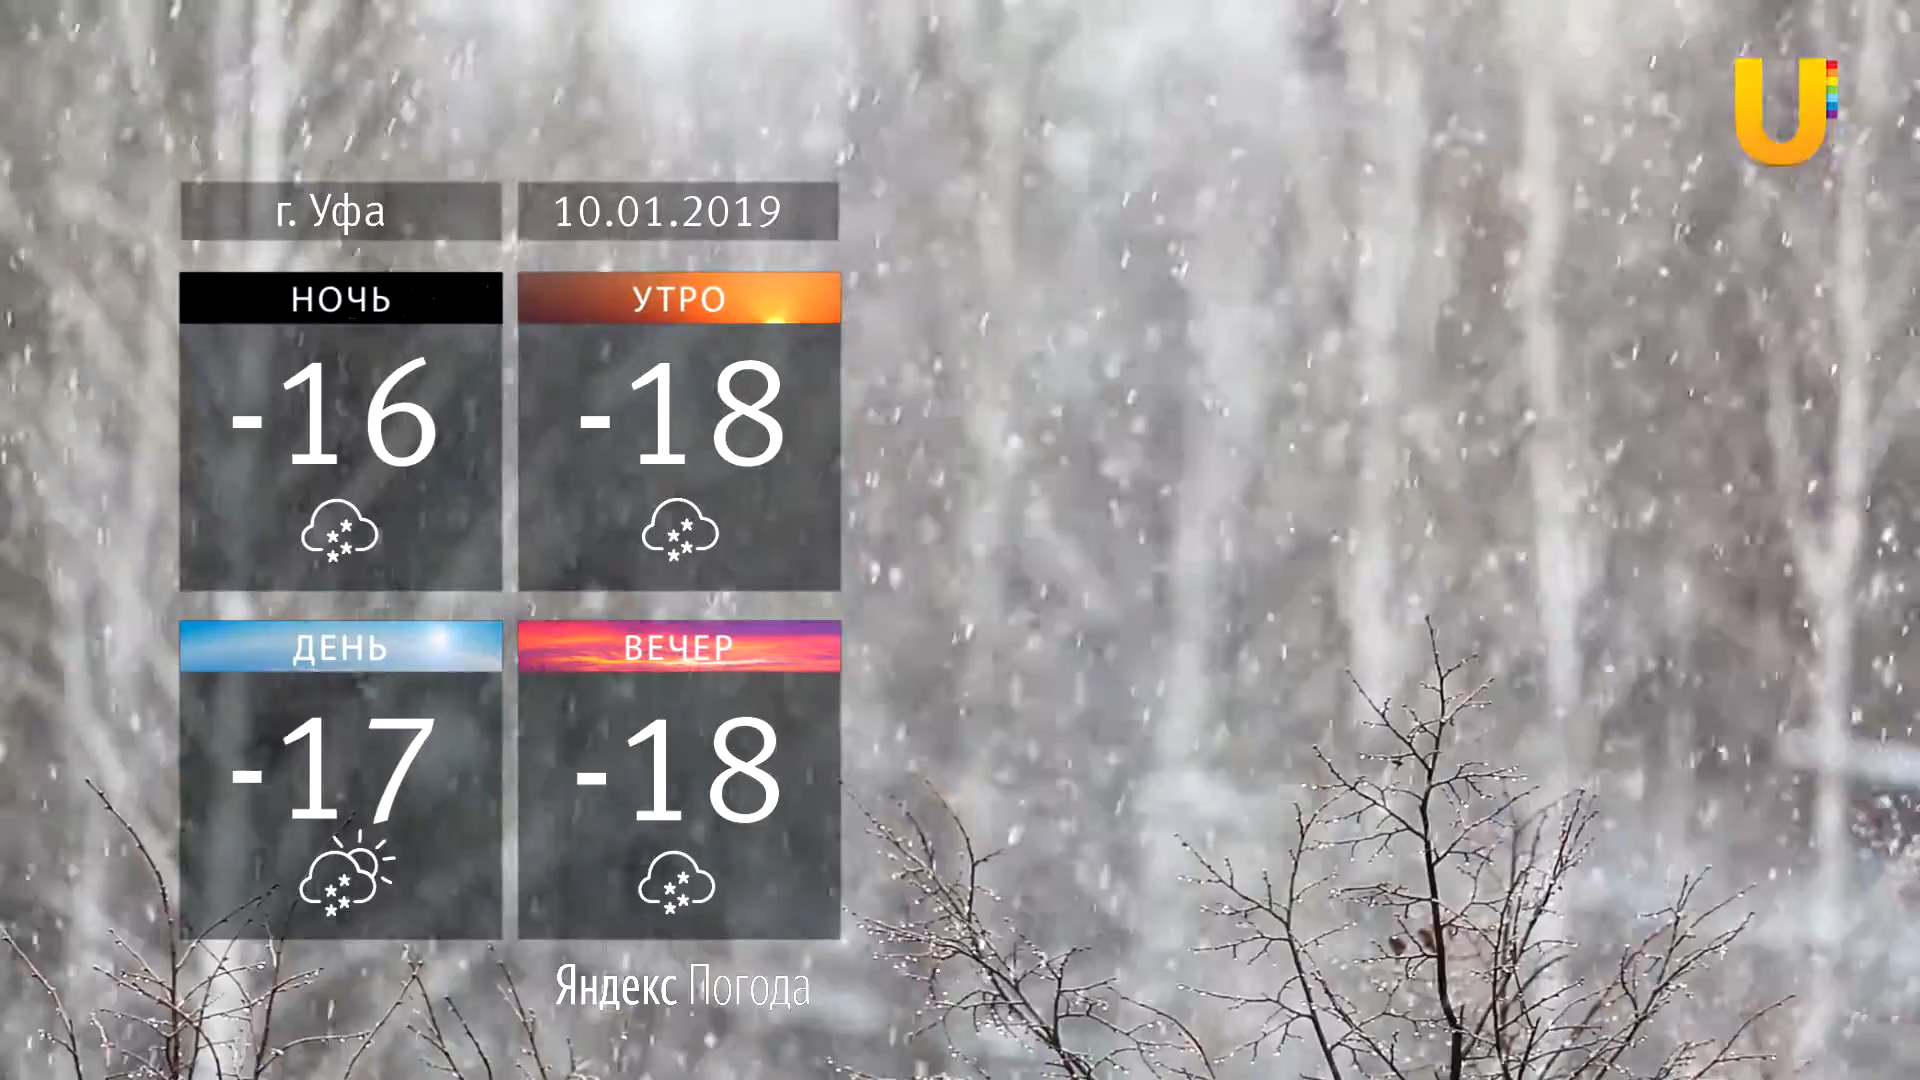 U
г. Уфа
10.01.2019
НОЧЬ
УТРО
-16
-18
ДЕНЬ
ВЕЧЕР
-17
-18
Яндекс Погода